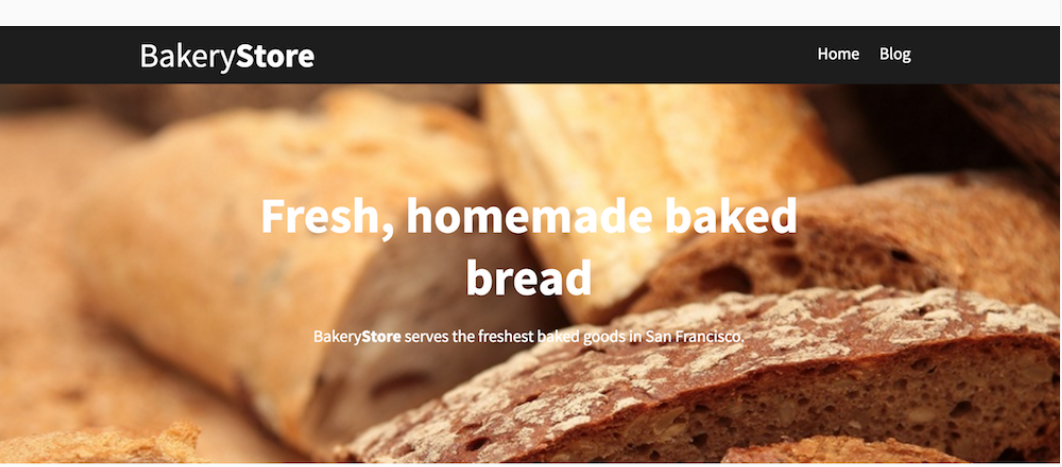 BakeryStore
Home Blog
Fresh, homemade baked
bread
BakeryStore serves the freshest baked goods in San Francisco.